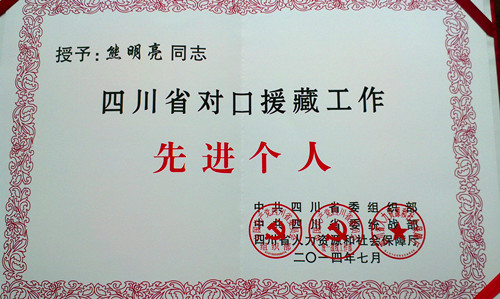 授予：熊明亮 同志
四川省对口援藏工作
先进个人
中共四川省委组织部
中共四川省委统战部
四川省人力资源和社会保障厅
二〇一四年七月